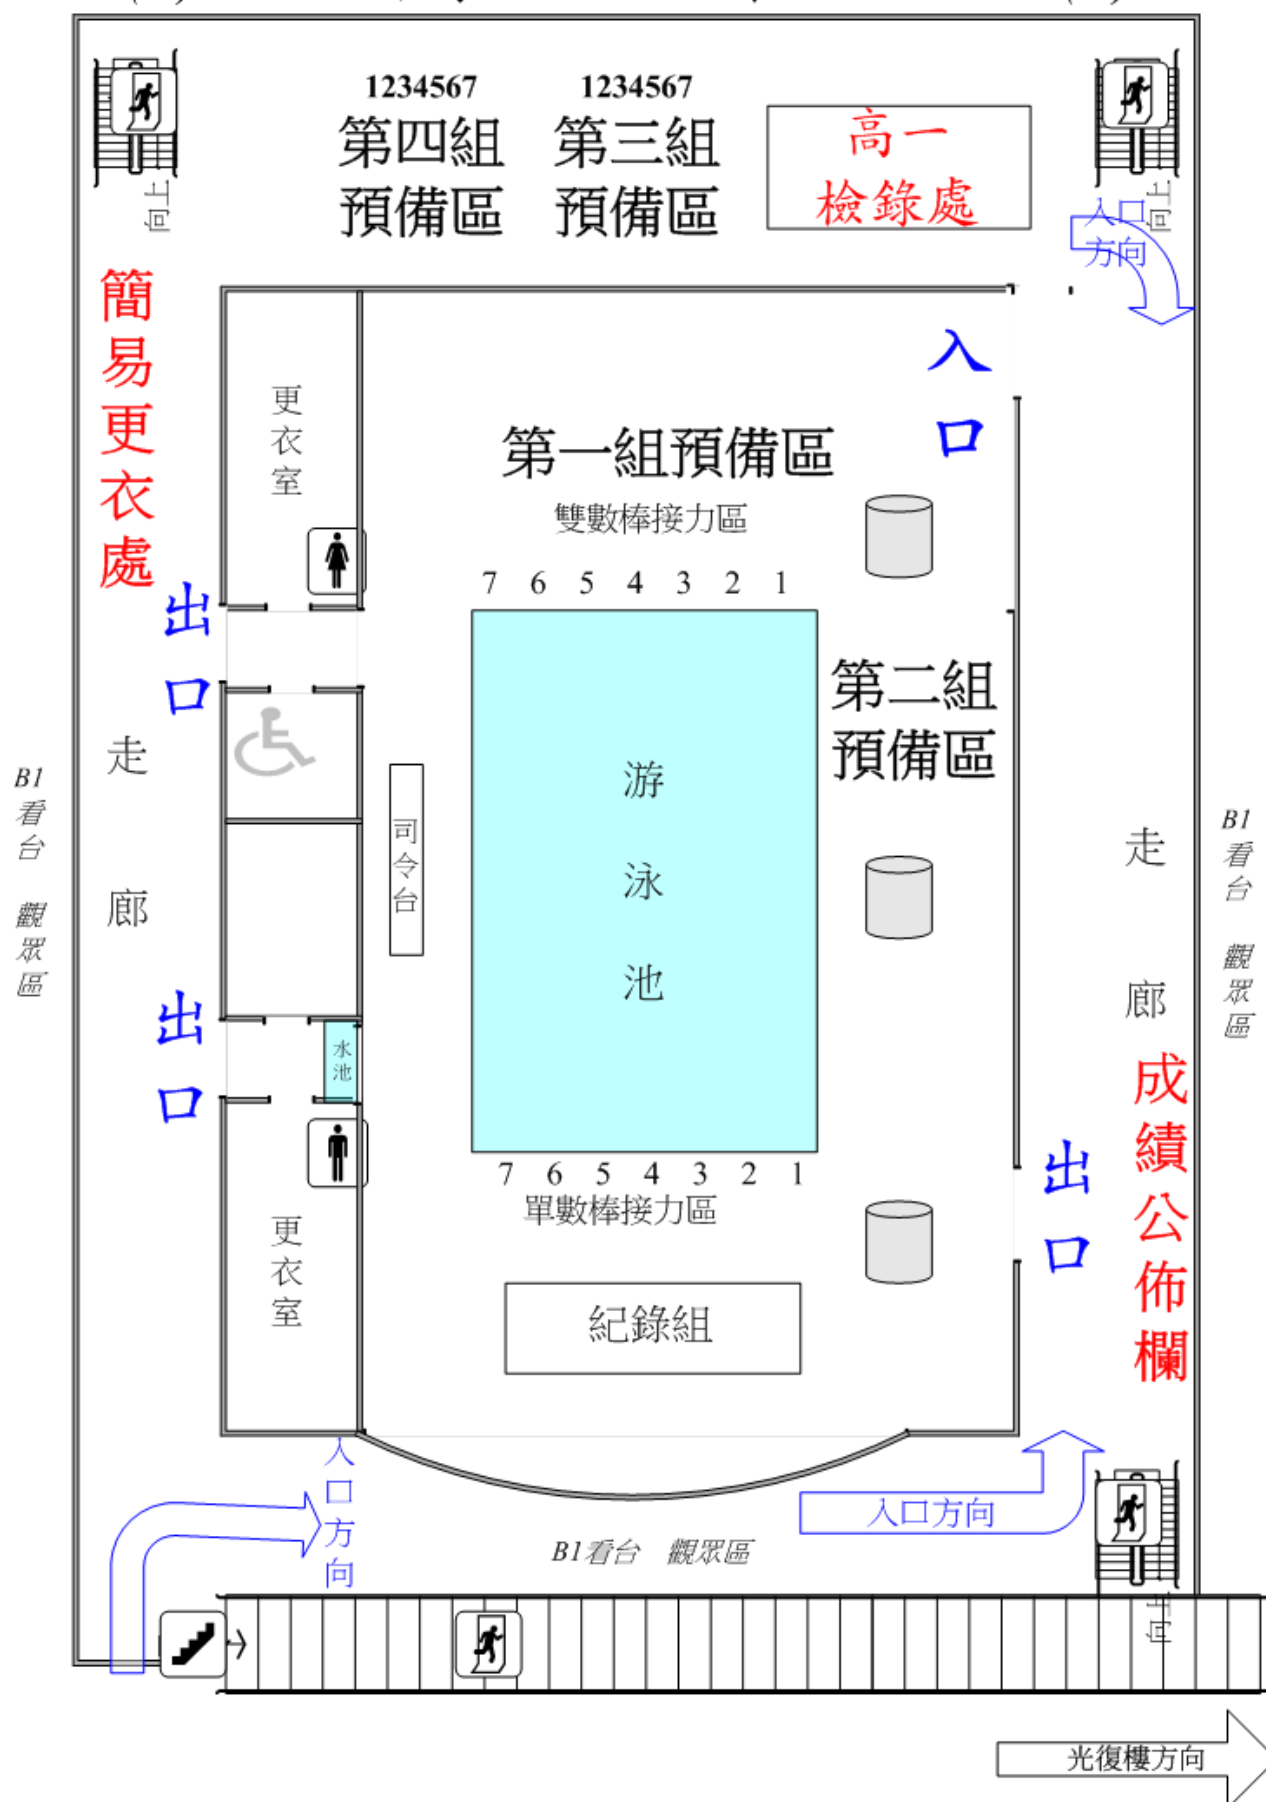 1234567
第四組
預備區
1234567
第三組
預備區
高一
檢錄處
向上
向上
入口
方向
簡易更衣處
更衣室
入口
第一組預備區
雙數棒接力區
7 6 5 4 3 2 1
出口
第二組
預備區
走廊
B1看台 觀眾區
司令台
游泳池
走廊
B1看台 觀眾區
出口
水池
成績公佈欄
出口
7 6 5 4 3 2 1
單數棒接力區
更衣室
紀錄組
入口方向
入口方向
B1看台 觀眾區
向上
光復樓方向